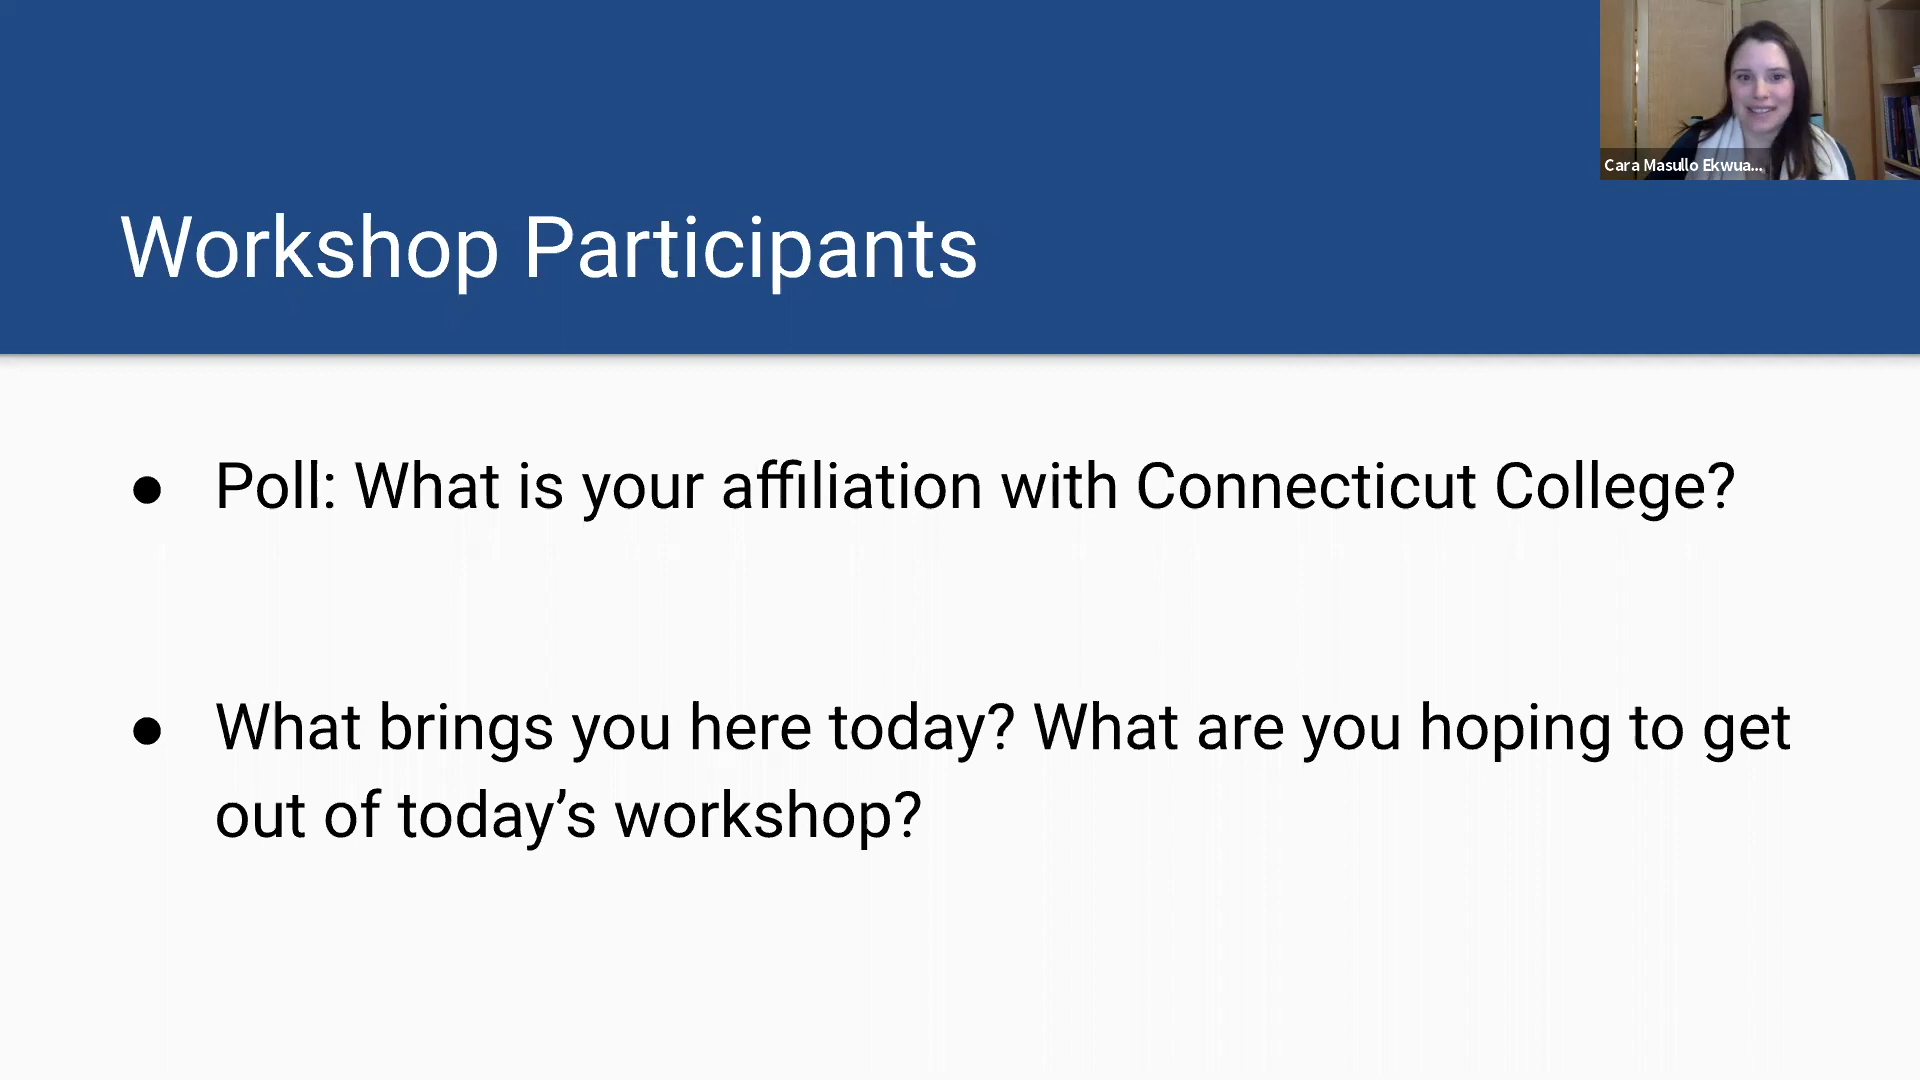 Cara Masullo Ekwua...
Workshop Participants
● Poll: What is your affiliation with Connecticut College?
● What brings you here today? What are you hoping to get
out of today’s workshop?